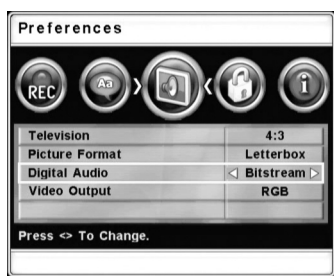 Preferences
REC Aa i
Television 4:3
Picture Format Letterbox
Digital Audio Bitstream
Video Output RGB
Press <> To Change.